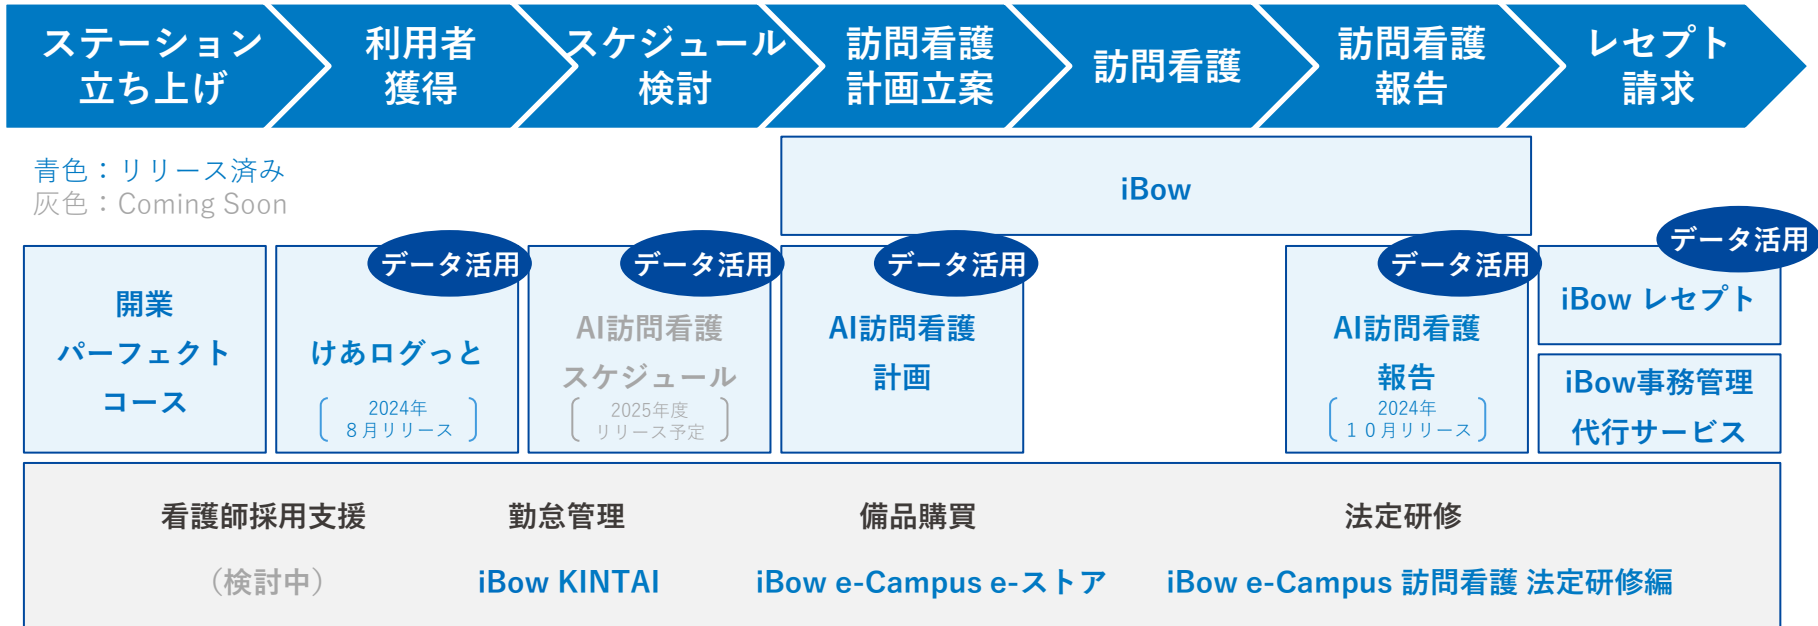 ステーション
立ち上げ
利用者
獲得
スケジュール
検討
訪問看護
計画立案
訪問看護
訪問看護
報告
レセプト
請求
青色：リリース済み
灰色：Coming Soon
iBow
開業
パーフェクト
コース
データ活用
けあログっと
2024年
８月リリース
データ活用
AI訪問看護
スケジュール
2025年度
リリース予定
データ活用
AI訪問看護
計画
データ活用
AI訪問看護
報告
2024年
１０月リリース
データ活用
iBow レセプト
iBow事務管理
代行サービス
看護師採用支援
（検討中）
勤怠管理
iBow KINTAI
備品購買
iBow e-Campus e-ストア
法定研修
iBow e-Campus 訪問看護 法定研修編